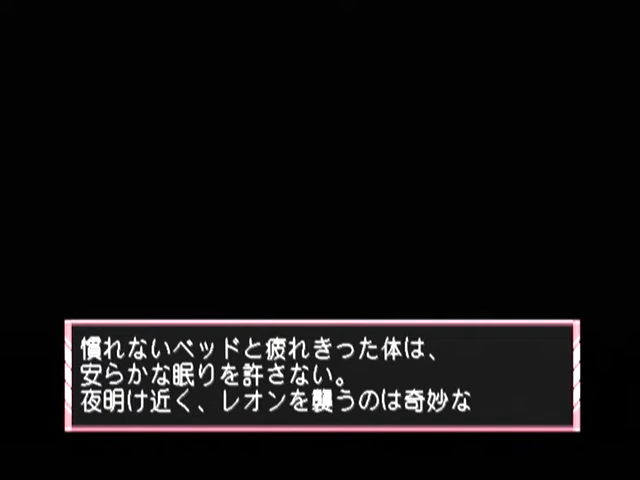 慣れないベッドと疲れきった体は、
安らかな眠りを許さない。
夜明け近く、レオンを襲うのは奇妙な